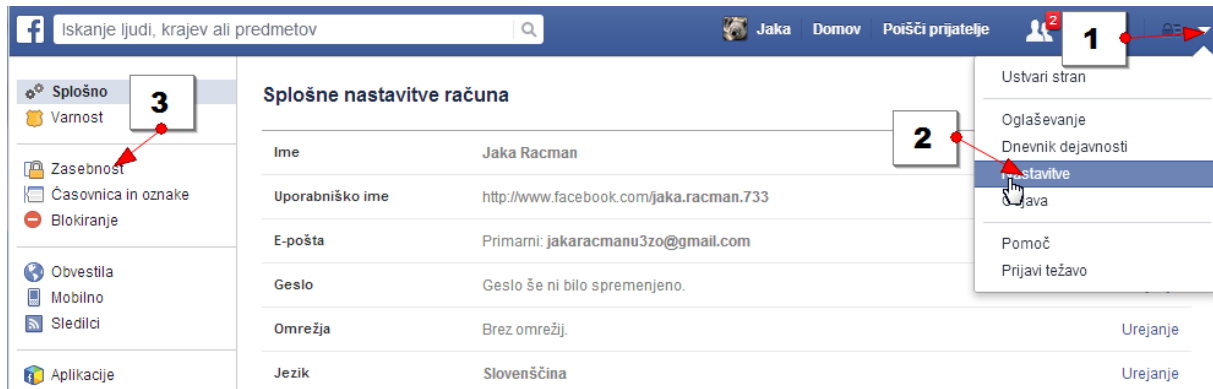 f Iskanje ljudi, krajev ali predmetov Jaka Domov Poišči prijatelje 2 1
Splošno
Varnost
3
Zasebnost
Časovnica in oznake
Blokiranje
Obvestila
Mobilno
Sledilci
Aplikacije
Splošne nastavitve računa
Ime Jaka Racman
Uporabniško ime http://www.facebook.com/jaka.racman.733
E-pošta Primarni: jakaracmanu3zo@gmail.com
Geslo Geslo še ni bilo spremenjeno.
Omrežja Brez omrežij. Urejanje
Jezik Slovenščina Urejanje
2
Ustvari stran
Oglaševanje
Dnevnik dejavnosti
Nastavitve
Odjava
Pomoč
Prijavi težavo